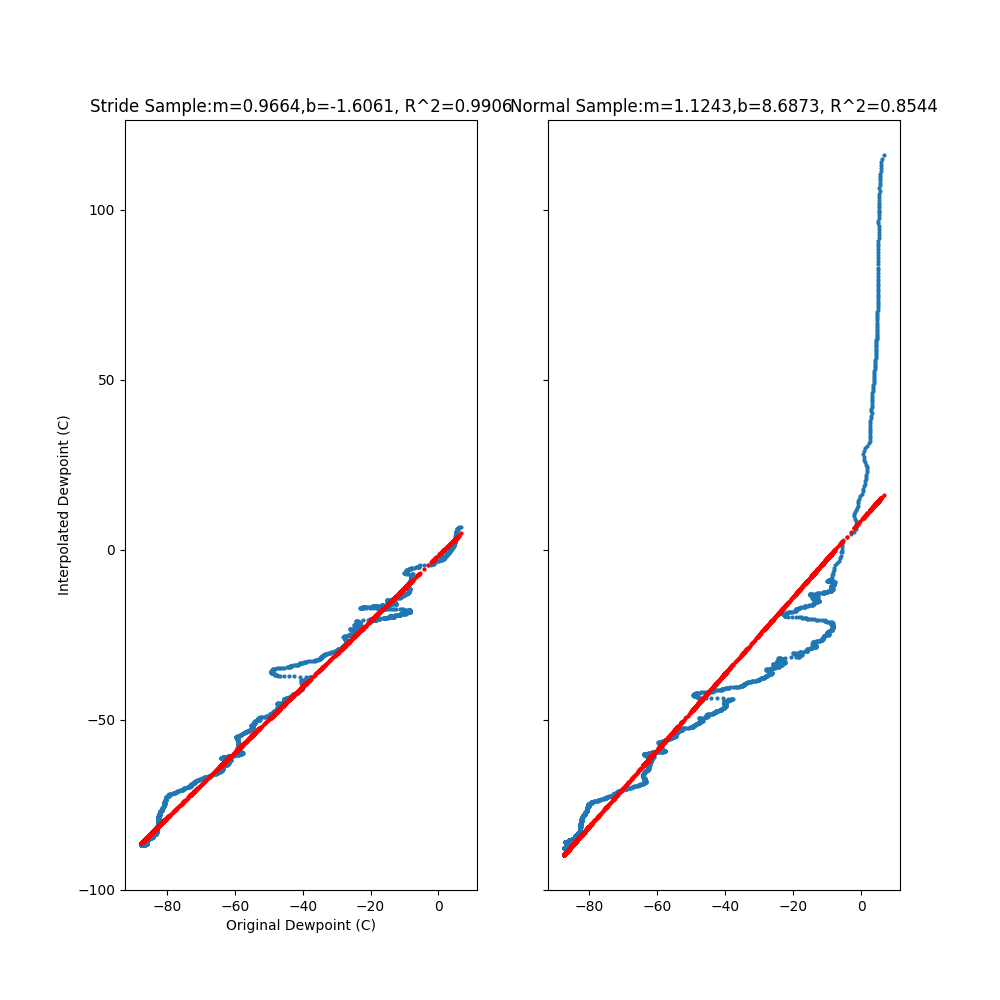 Stride Sample:m=0.9664,b=-1.6061, R^2=0.9906
Normal Sample:m=1.1243,b=8.6873, R^2=0.8544
Interpolated Dewpoint (C)
100
50
0
−50
−100
−80 −60 −40 −20 0
−80 −60 −40 −20 0
Original Dewpoint (C)